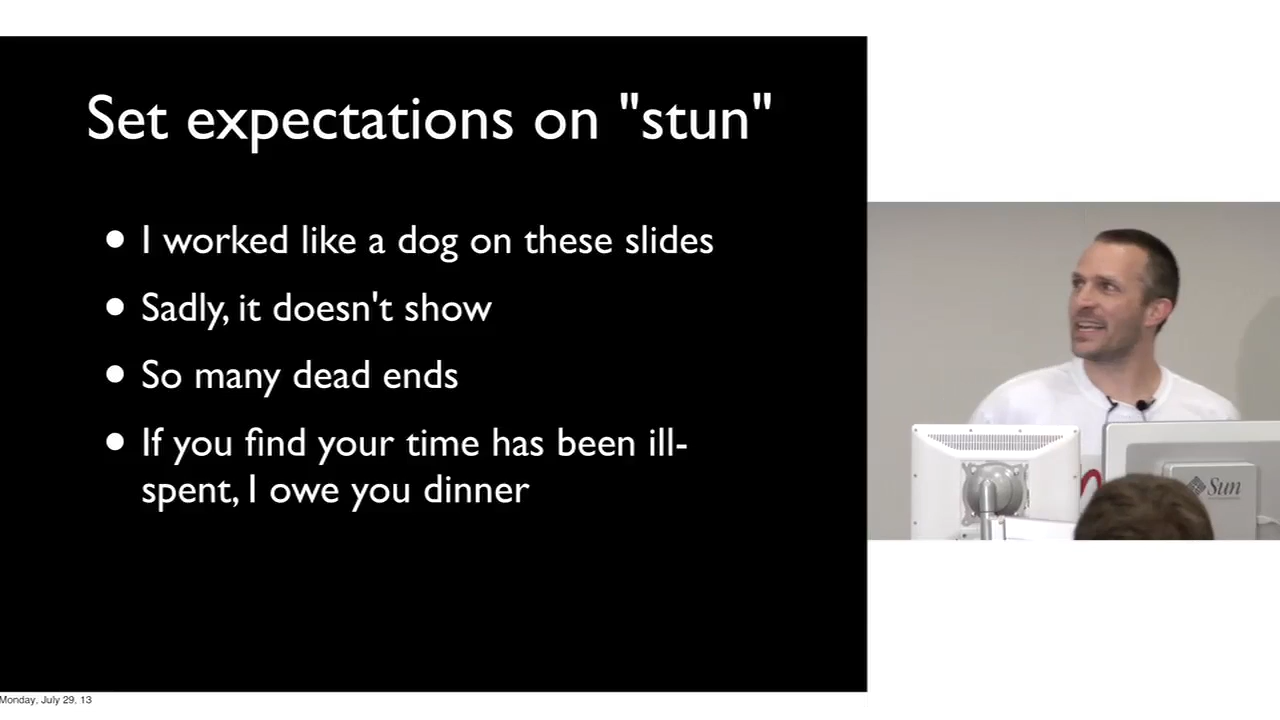 Set expectations on "stun"
• I worked like a dog on these slides
• Sadly, it doesn't show
• So many dead ends
• If you find your time has been ill-
spent, I owe you dinner
Sun
Monday, July 29, 13